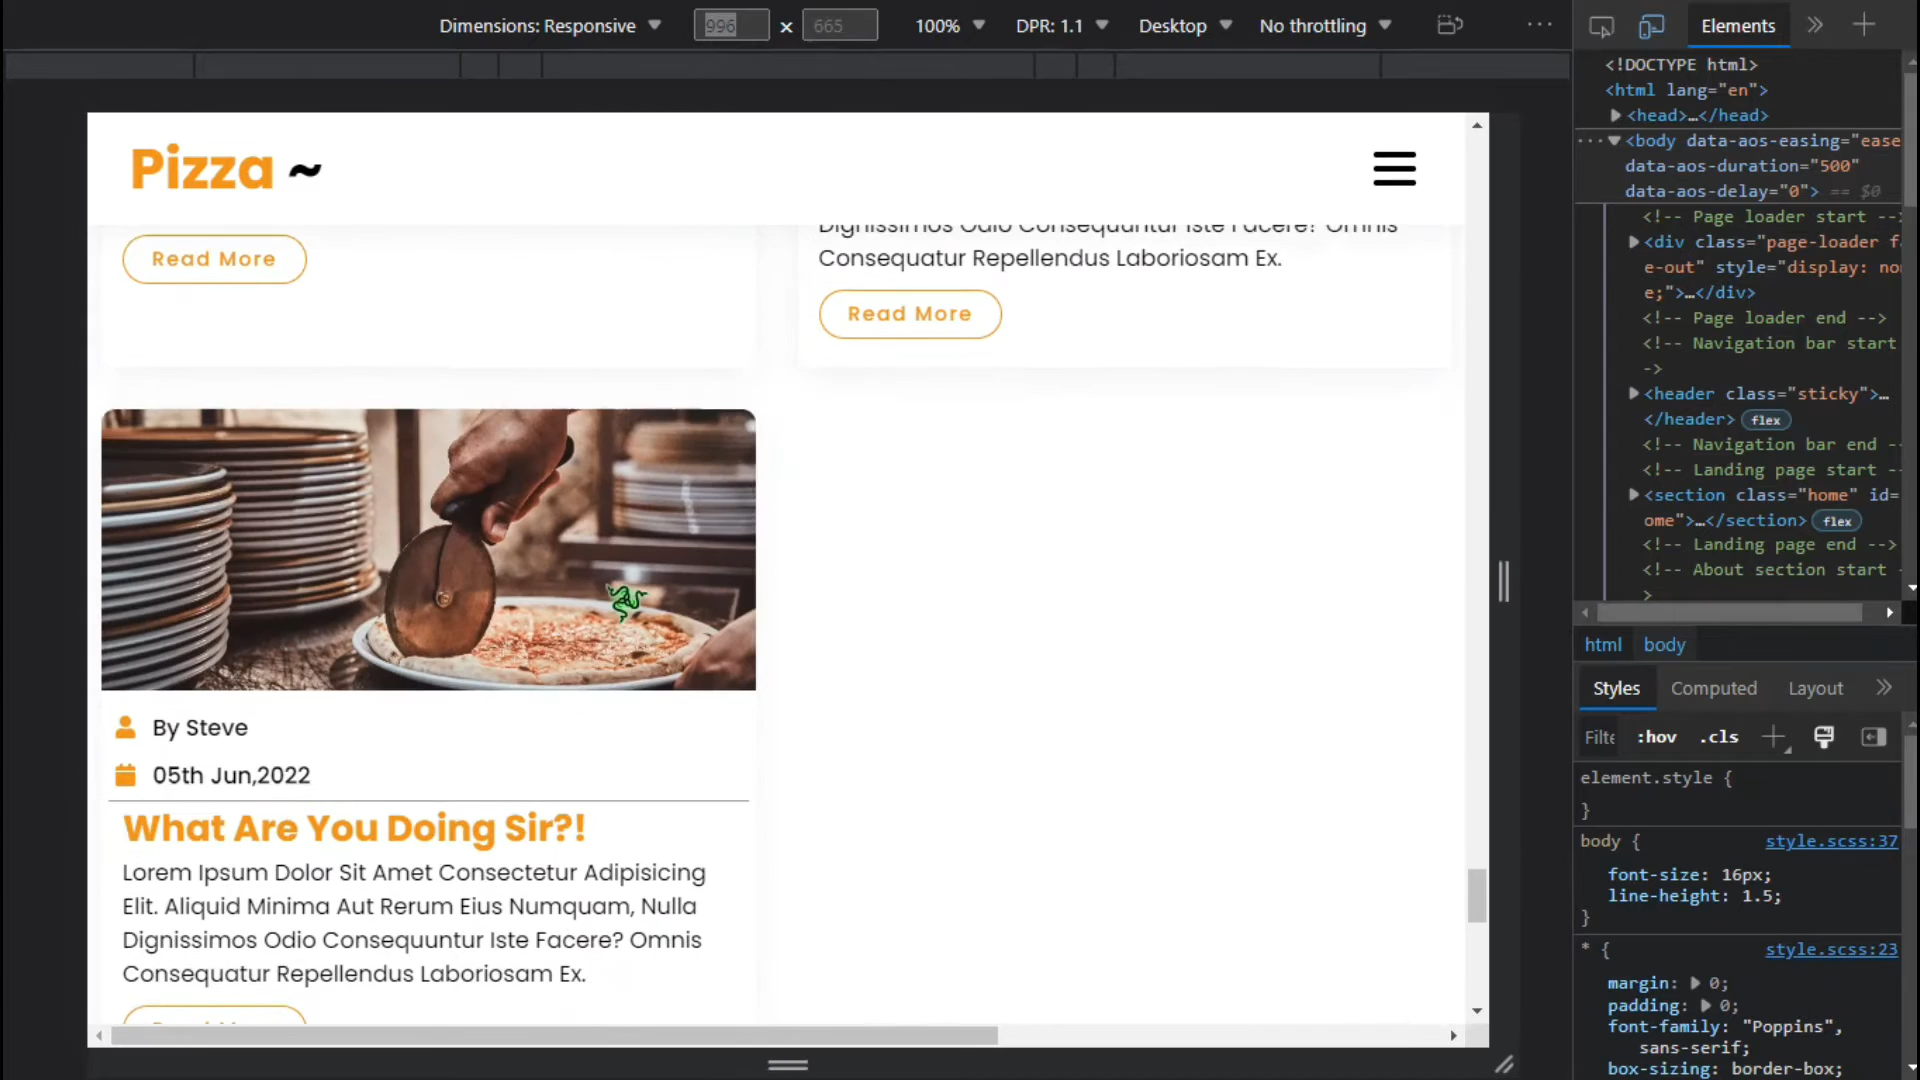 Dimensions: Responsive 996 x 665 100% DPR: 1.1 Desktop No throttling ...
Elements
<!DOCTYPE html>
<html lang="en">
<head>…</head>
<body data-aos-easing="ease
data-aos-duration="500"
data-aos-delay="0"> == $0
<!-- Page loader start --
<div class="page-loader f
e-out" style="display: no
e;">…</div>
<!-- Page loader end -->
<!-- Navigation bar start
->
<header class="sticky">…
</header> flex
<!-- Navigation bar end -
<!-- Landing page start -
<section class="home" id=
ome">…</section> flex
<!-- Landing page end -->
<!-- About section start -
>
html body
Styles Computed Layout
Filte :hov .cls
element.style {
}
body { style.scss:37
font-size: 16px;
line-height: 1.5;
}
* { style.scss:23
margin: 0;
padding: 0;
font-family: "Poppins",
sans-serif;
box-sizing: border-box;
Pizza ~
Read More
Dignissimos Odio Consequuntur Iste Facere? Omnis
Consequatur Repellendus Laboriosam Ex.
Read More
By Steve
05th Jun,2022
What Are You Doing Sir?!
Lorem Ipsum Dolor Sit Amet Consectetur Adipisicing
Elit. Aliquid Minima Aut Rerum Eius Numquam, Nulla
Dignissimos Odio Consequuntur Iste Facere? Omnis
Consequatur Repellendus Laboriosam Ex.